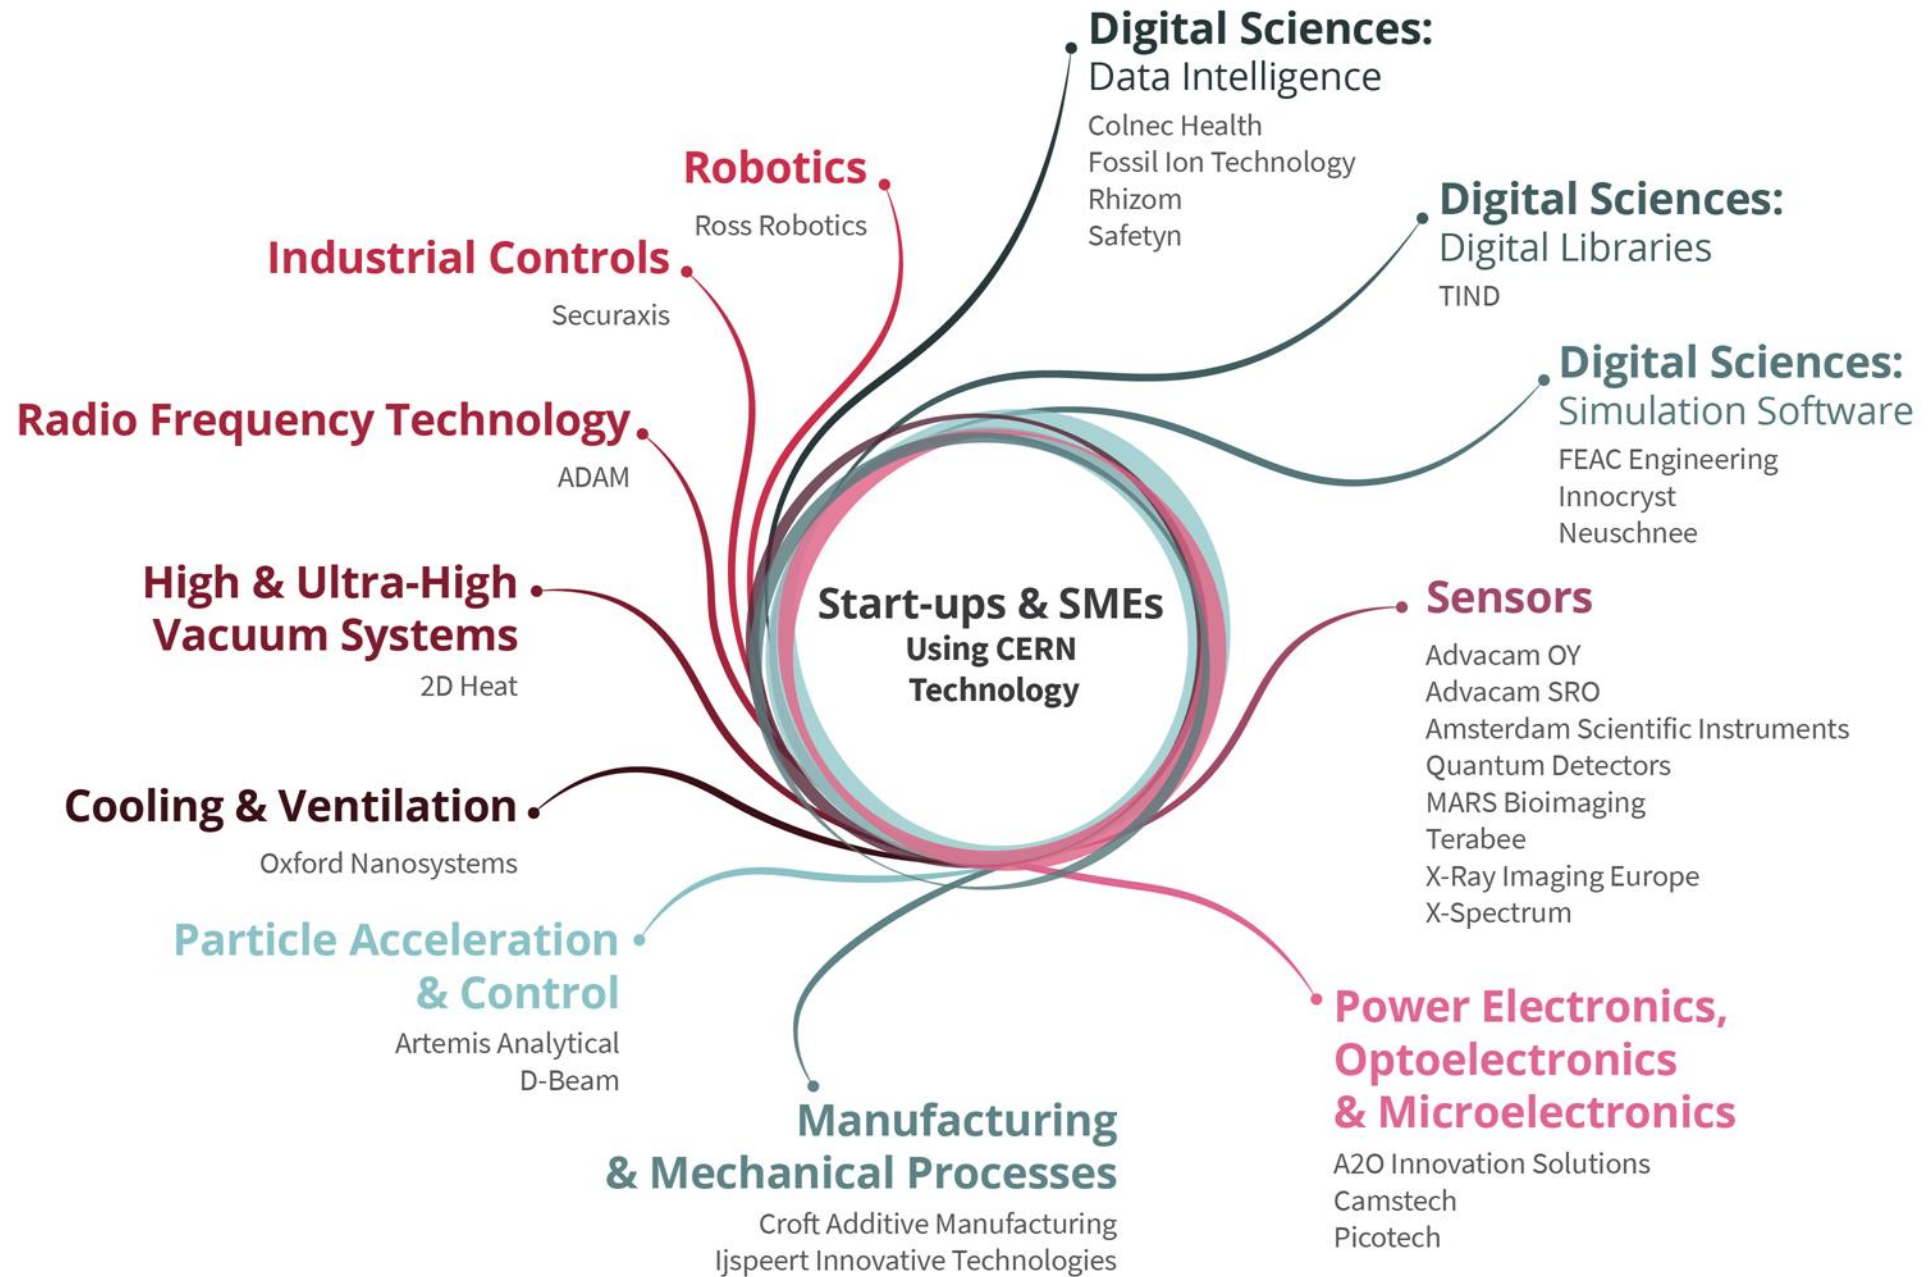 Digital Sciences:
Data Intelligence
Colnec Health
Fossil Ion Technology
Rhizom
Safetyn
Robotics
Ross Robotics
Digital Sciences:
Digital Libraries
TIND
Industrial Controls
Securaxis
Digital Sciences:
Simulation Software
FEAC Engineering
Innocryst
Neuschnee
Radio Frequency Technology
ADAM
High & Ultra-High
Vacuum Systems
2D Heat
Start-ups & SMEs
Using CERN
Technology
Sensors
Advacam OY
Advacam SRO
Amsterdam Scientific Instruments
Quantum Detectors
MARS Bioimaging
Terabee
X-Ray Imaging Europe
X-Spectrum
Cooling & Ventilation
Oxford Nanosystems
Particle Acceleration
& Control
Artemis Analytical
D-Beam
Power Electronics,
Optoelectronics
& Microelectronics
A2O Innovation Solutions
Camstech
Picotech
Manufacturing
& Mechanical Processes
Croft Additive Manufacturing
Ijspeert Innovative Technologies